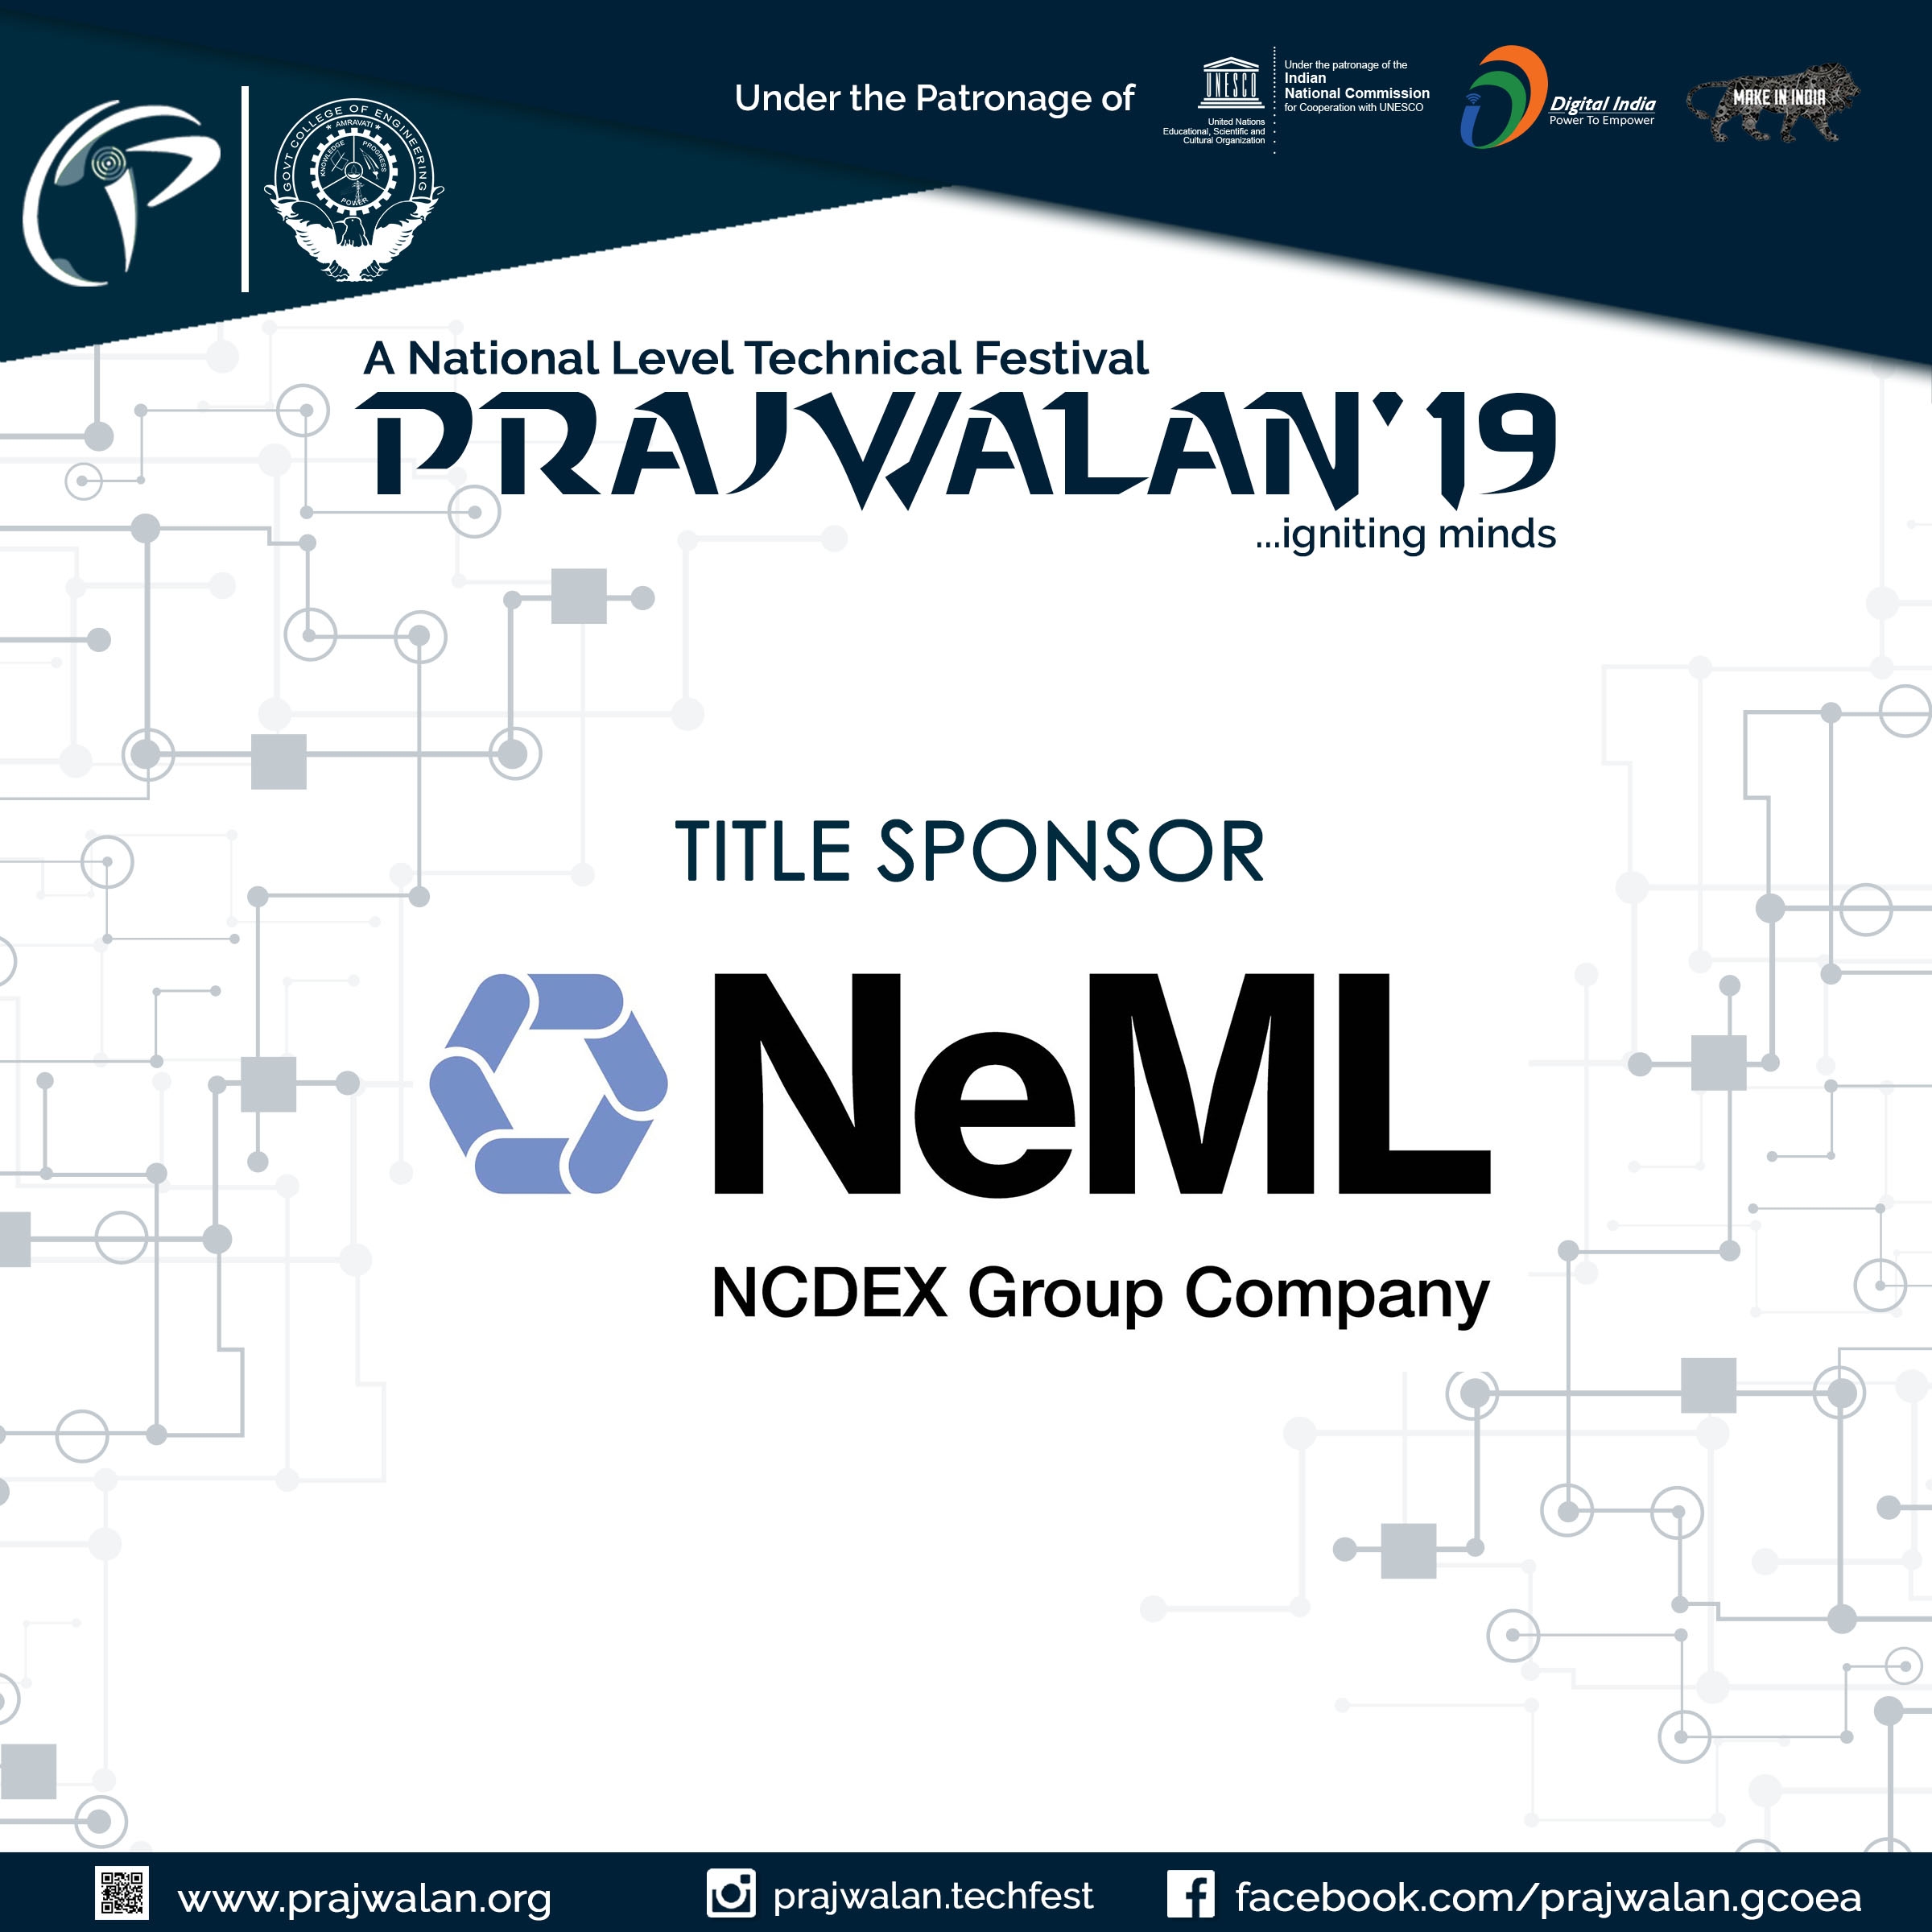 Under the Patronage of
UNESCO
United Nations
Educational, Scientific and
Cultural Organization
Under the patronage of the
Indian
National Commission
for Cooperation with UNESCO
Digital India
Power To Empower
MAKE IN INDIA
GOVT COLLEGE OF ENGINEERING
★ AMRAVATI ★
KNOWLEDGE
PROGRESS
POWER
A National Level Technical Festival
PRAJWALAN'19
...igniting minds
TITLE SPONSOR
NeML
NCDEX Group Company
www.prajwalan.org
prajwalan.techfest
facebook.com/prajwalan.gcoea